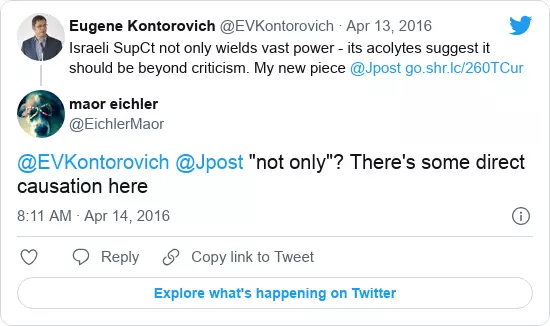 Eugene Kontorovich @EVKontorovich · Apr 13, 2016
Israeli SupCt not only wields vast power - its acolytes suggest it
should be beyond criticism. My new piece @Jpost go.shr.lc/260TCur
maor eichler
@EichlerMaor
@EVKontorovich @Jpost "not only"? There's some direct
causation here
8:11 AM · Apr 14, 2016
Reply
Copy link to Tweet
Explore what's happening on Twitter